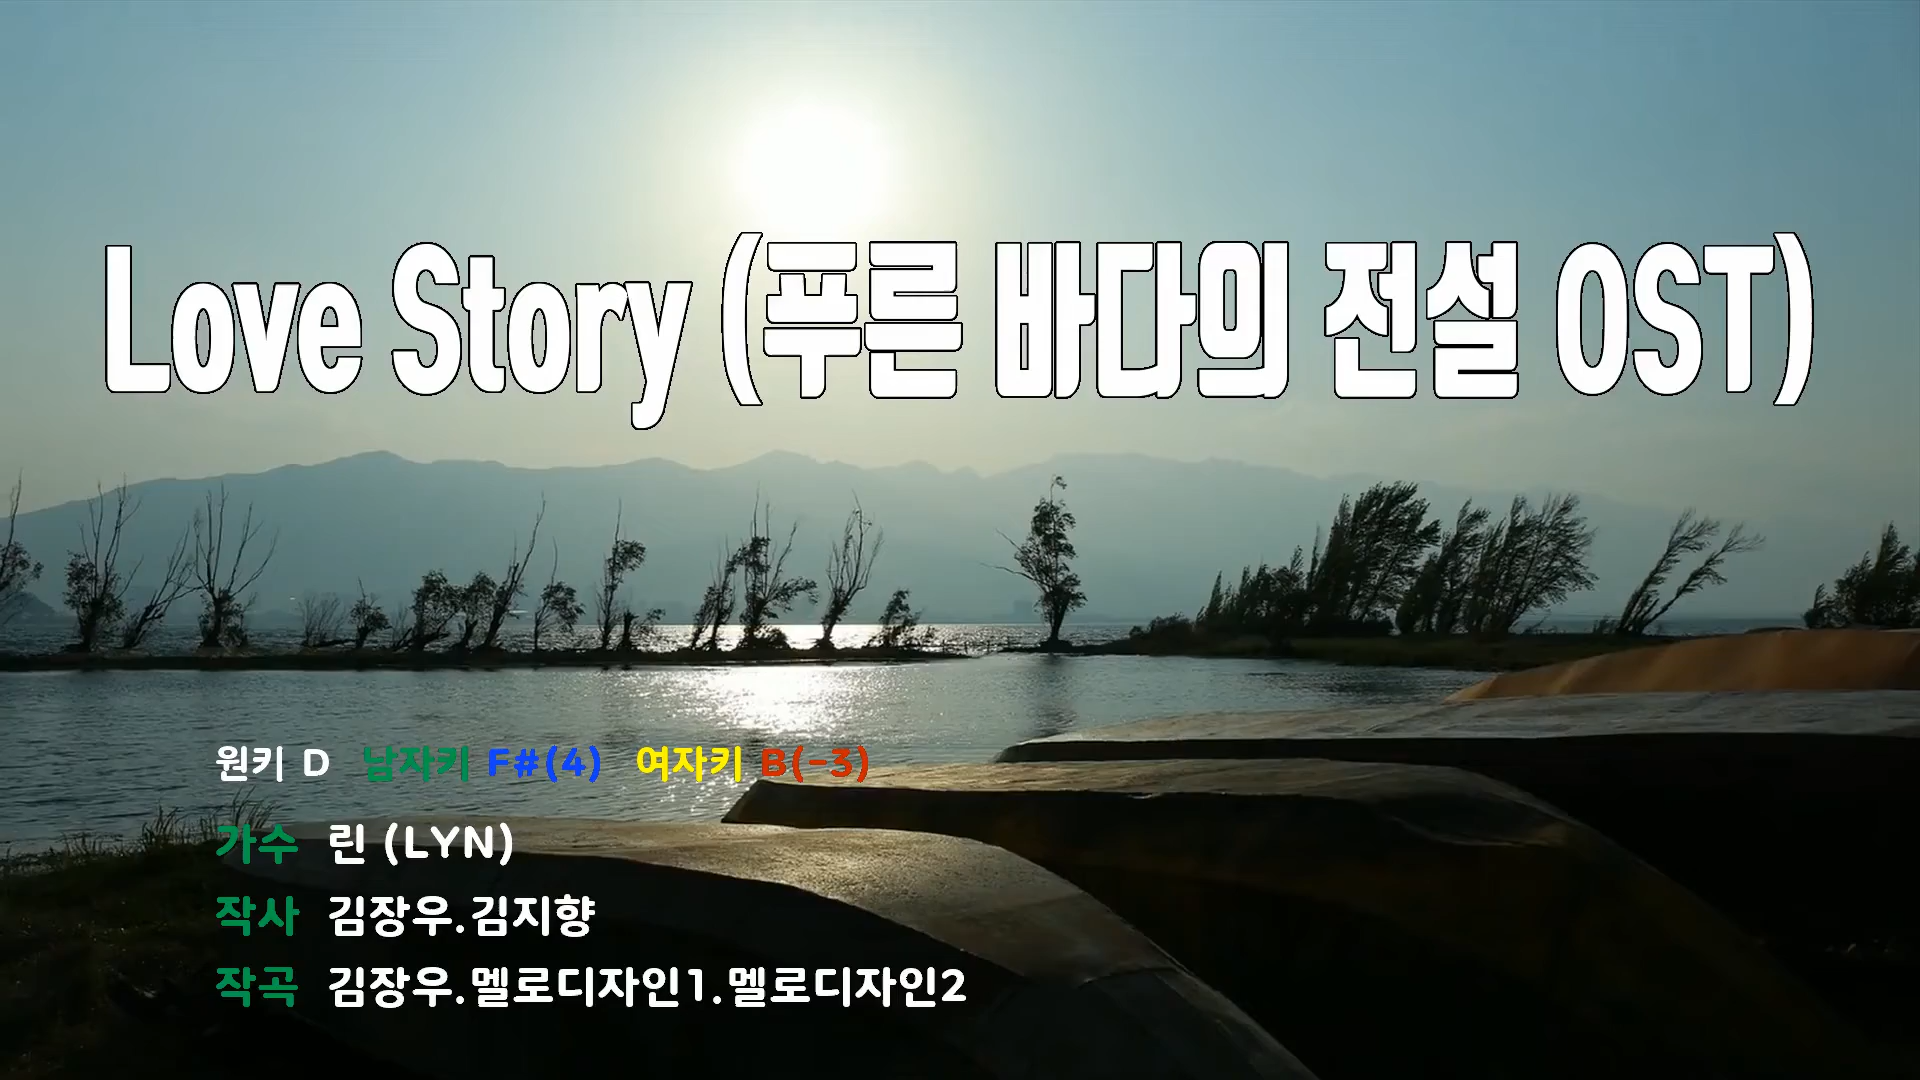 Love Story (푸른 바다의 전설 OST)
원키 D 남자키 F#(4) 여자키 B(-3)
가수 린 (LYN)
작사 김장우.김지향
작곡 김장우.멜로디자인1.멜로디자인2